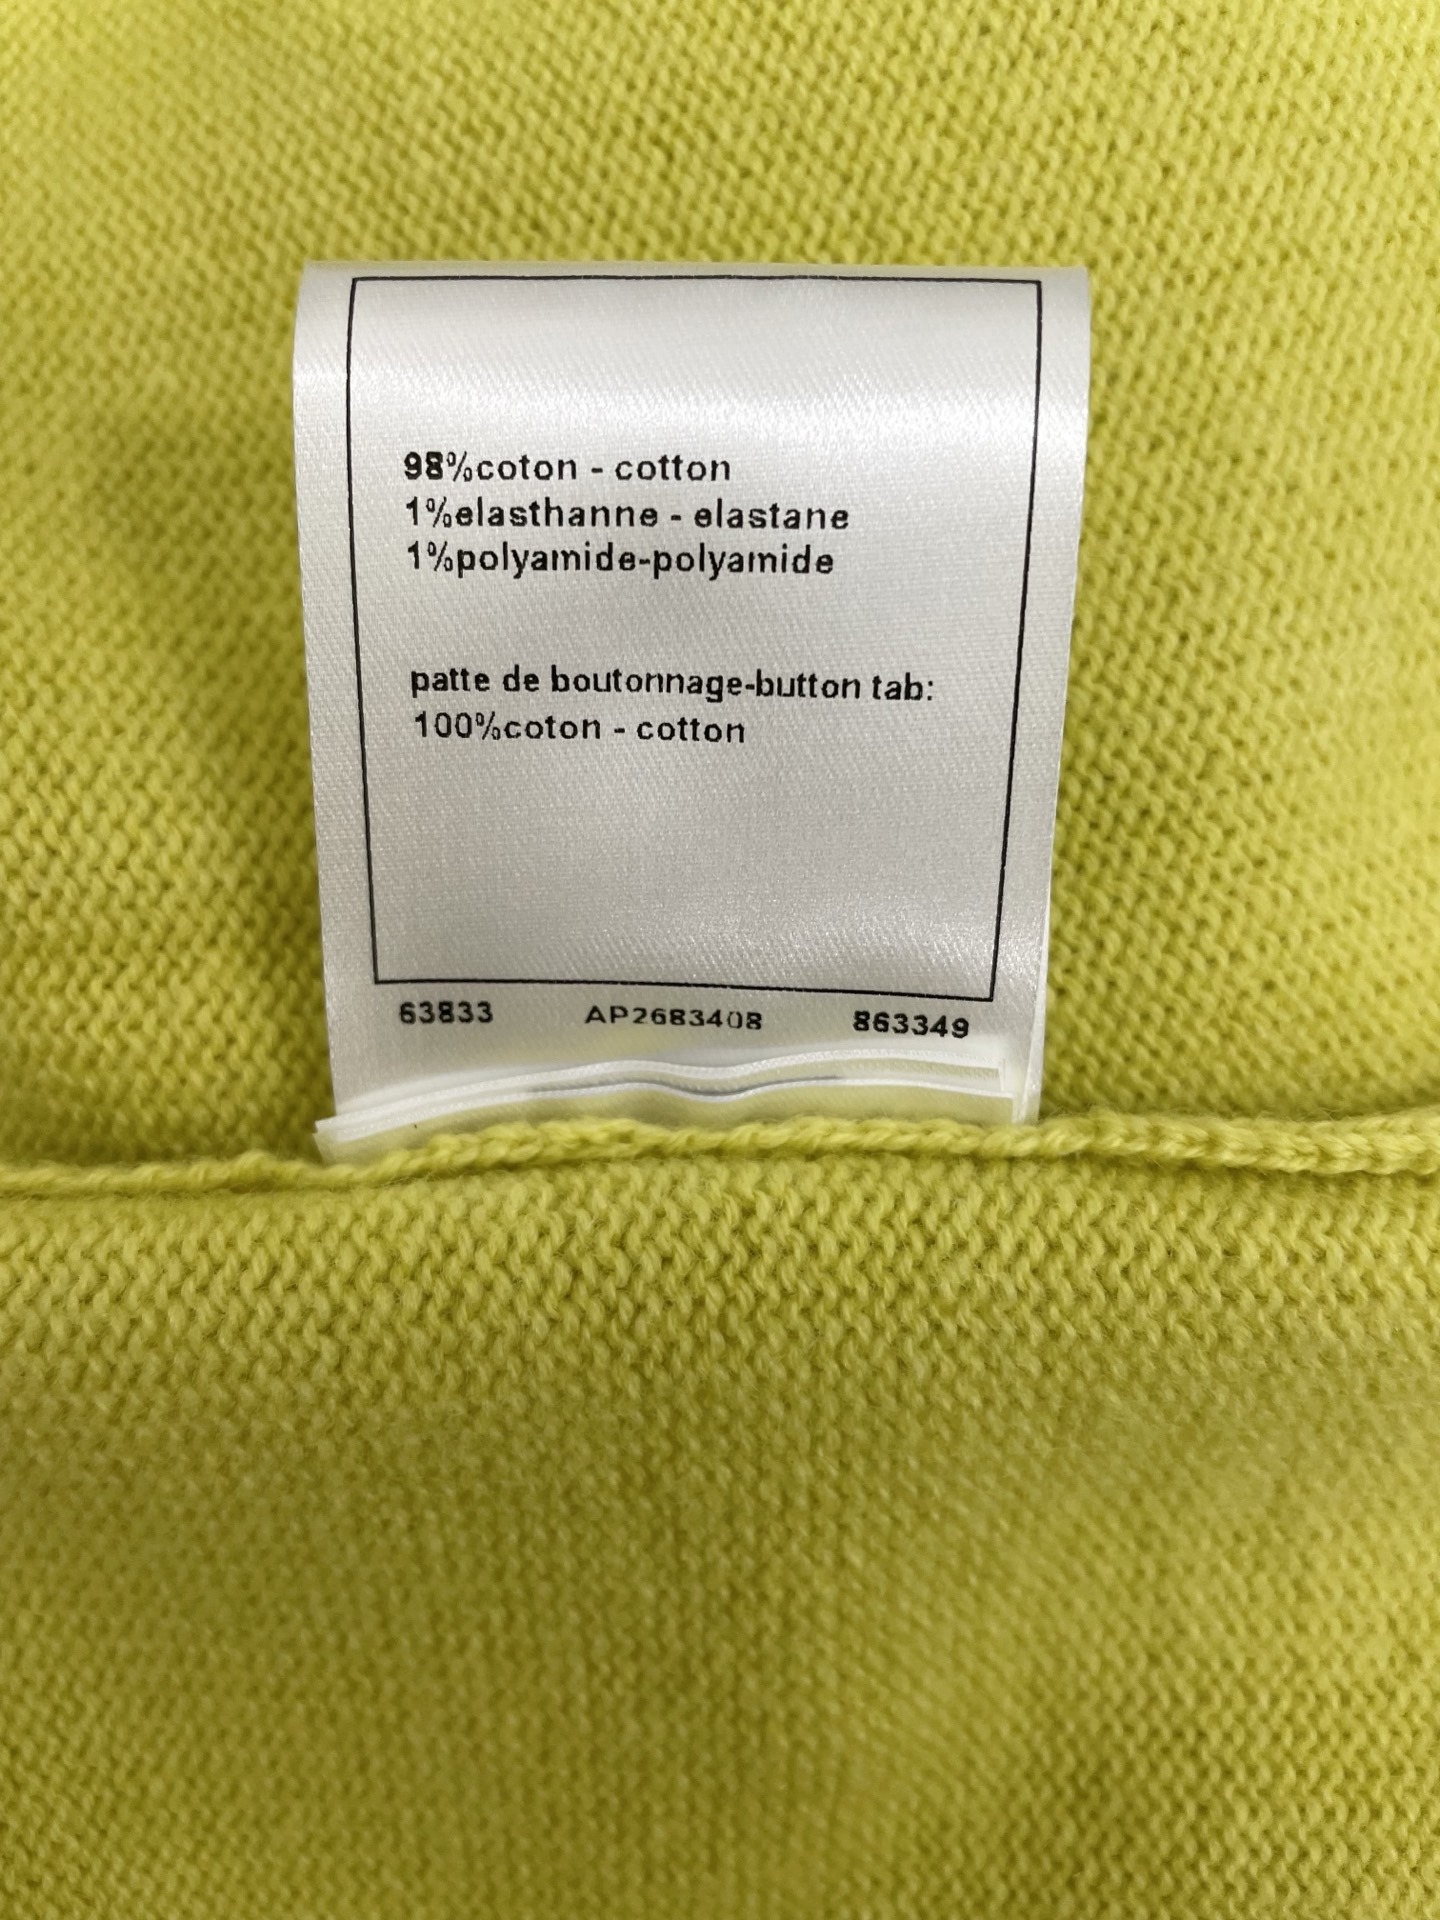 98%coton - cotton
1%elasthanne - elastane
1%polyamide-polyamide
patte de boutonnage-button tab:
100%coton - cotton
63833 AP2683408 863349